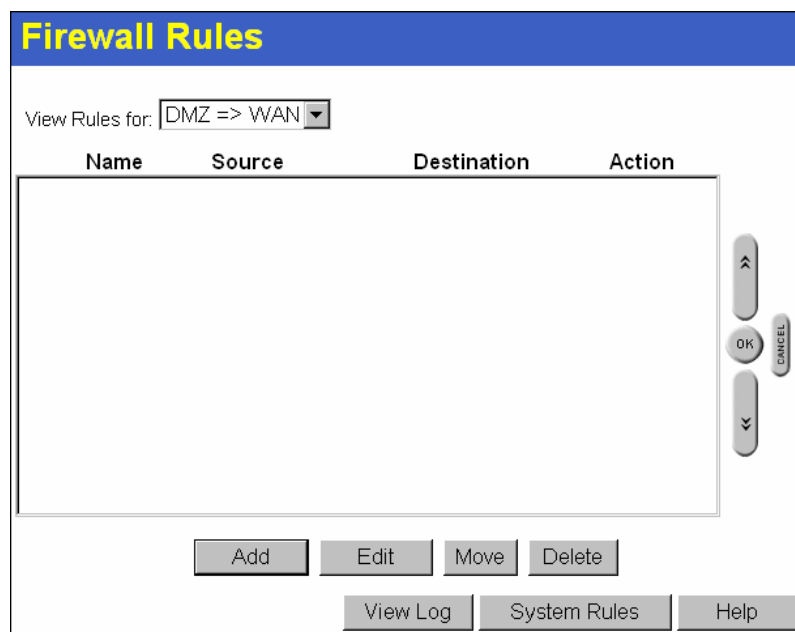 Firewall Rules
View Rules for: DMZ => WAN
Name Source Destination Action
OK CANCEL
Add Edit Move Delete
View Log System Rules Help